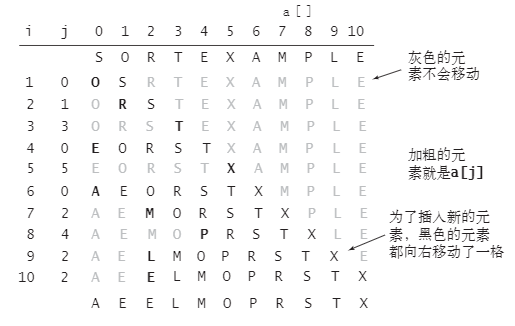 a[]
i j 0 1 2 3 4 5 6 7 8 9 10
S O R T E X A M P L E
1 0 O S R T E X A M P L E
2 1 O R S T E X A M P L E
3 3 O R S T E X A M P L E
4 0 E O R S T X A M P L E
5 5 E O R S T X A M P L E
6 0 A E O R S T X M P L E
7 2 A E M O R S T X P L E
8 4 A E M O P R S T X L E
9 2 A E L M O P R S T X E
10 2 A E E L M O P R S T X
A E E L M O P R S T X
灰色的元
素不会移动
加粗的元
素就是a[j]
为了插入新的元
素，黑色的元素
都向右移动了一格